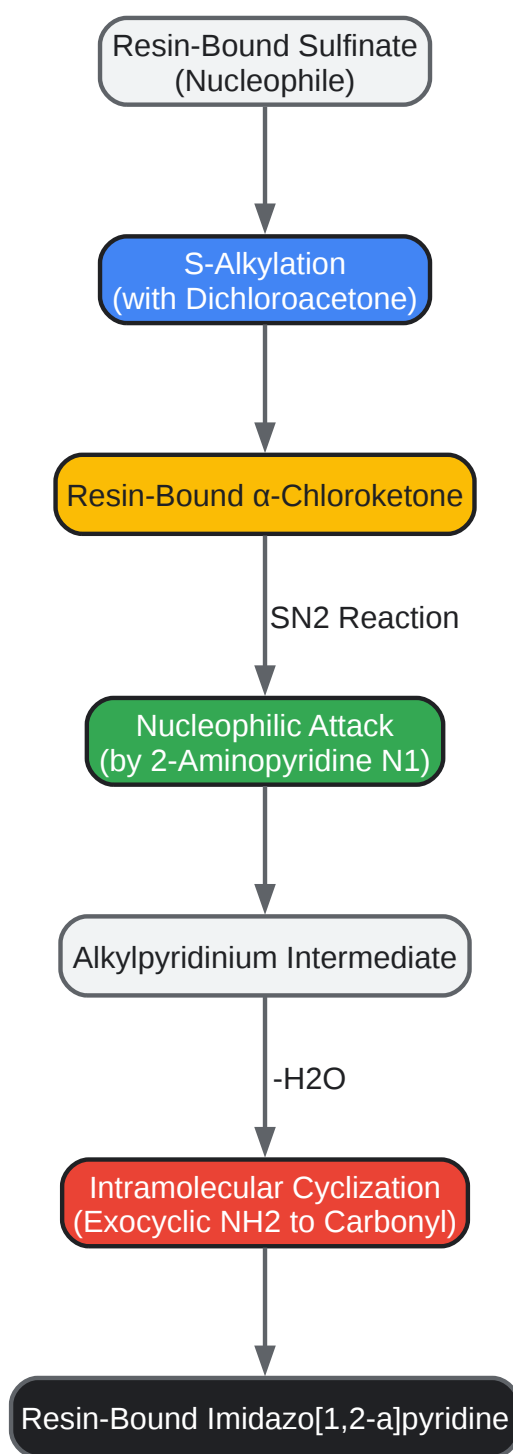 Resin-Bound Sulfinate
(Nucleophile)
S-Alkylation
(with Dichloroacetone)
Resin-Bound α-Chloroketone
SN2 Reaction
Nucleophilic Attack
(by 2-Aminopyridine N1)
Alkylpyridinium Intermediate
-H2O
Intramolecular Cyclization
(Exocyclic NH2 to Carbonyl)
Resin-Bound Imidazo[1,2-a]pyridine